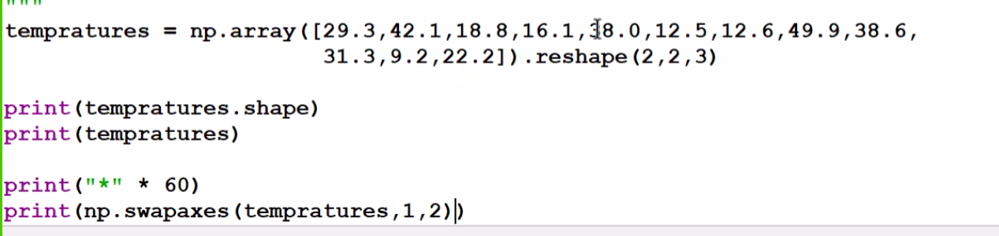 """
tempratures = np.array([29.3,42.1,18.8,16.1,38.0,12.5,12.6,49.9,38.6,
31.3,9.2,22.2]).reshape(2,2,3)
print(tempratures.shape)
print(tempratures)
print("*" * 60)
print(np.swapaxes(tempratures,1,2))